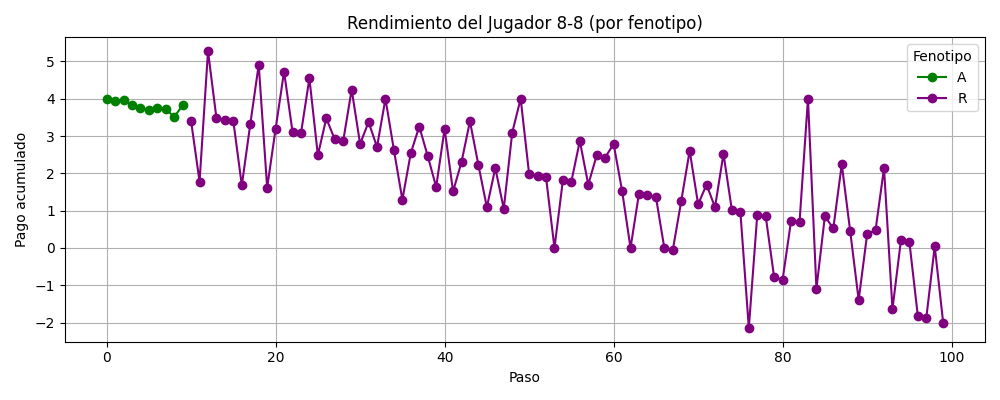 Rendimiento del Jugador 8-8 (por fenotipo)
Pago acumulado
5
4
3
2
1
0
−1
−2
Fenotipo
A
R
0
20
40
60
80
100
Paso